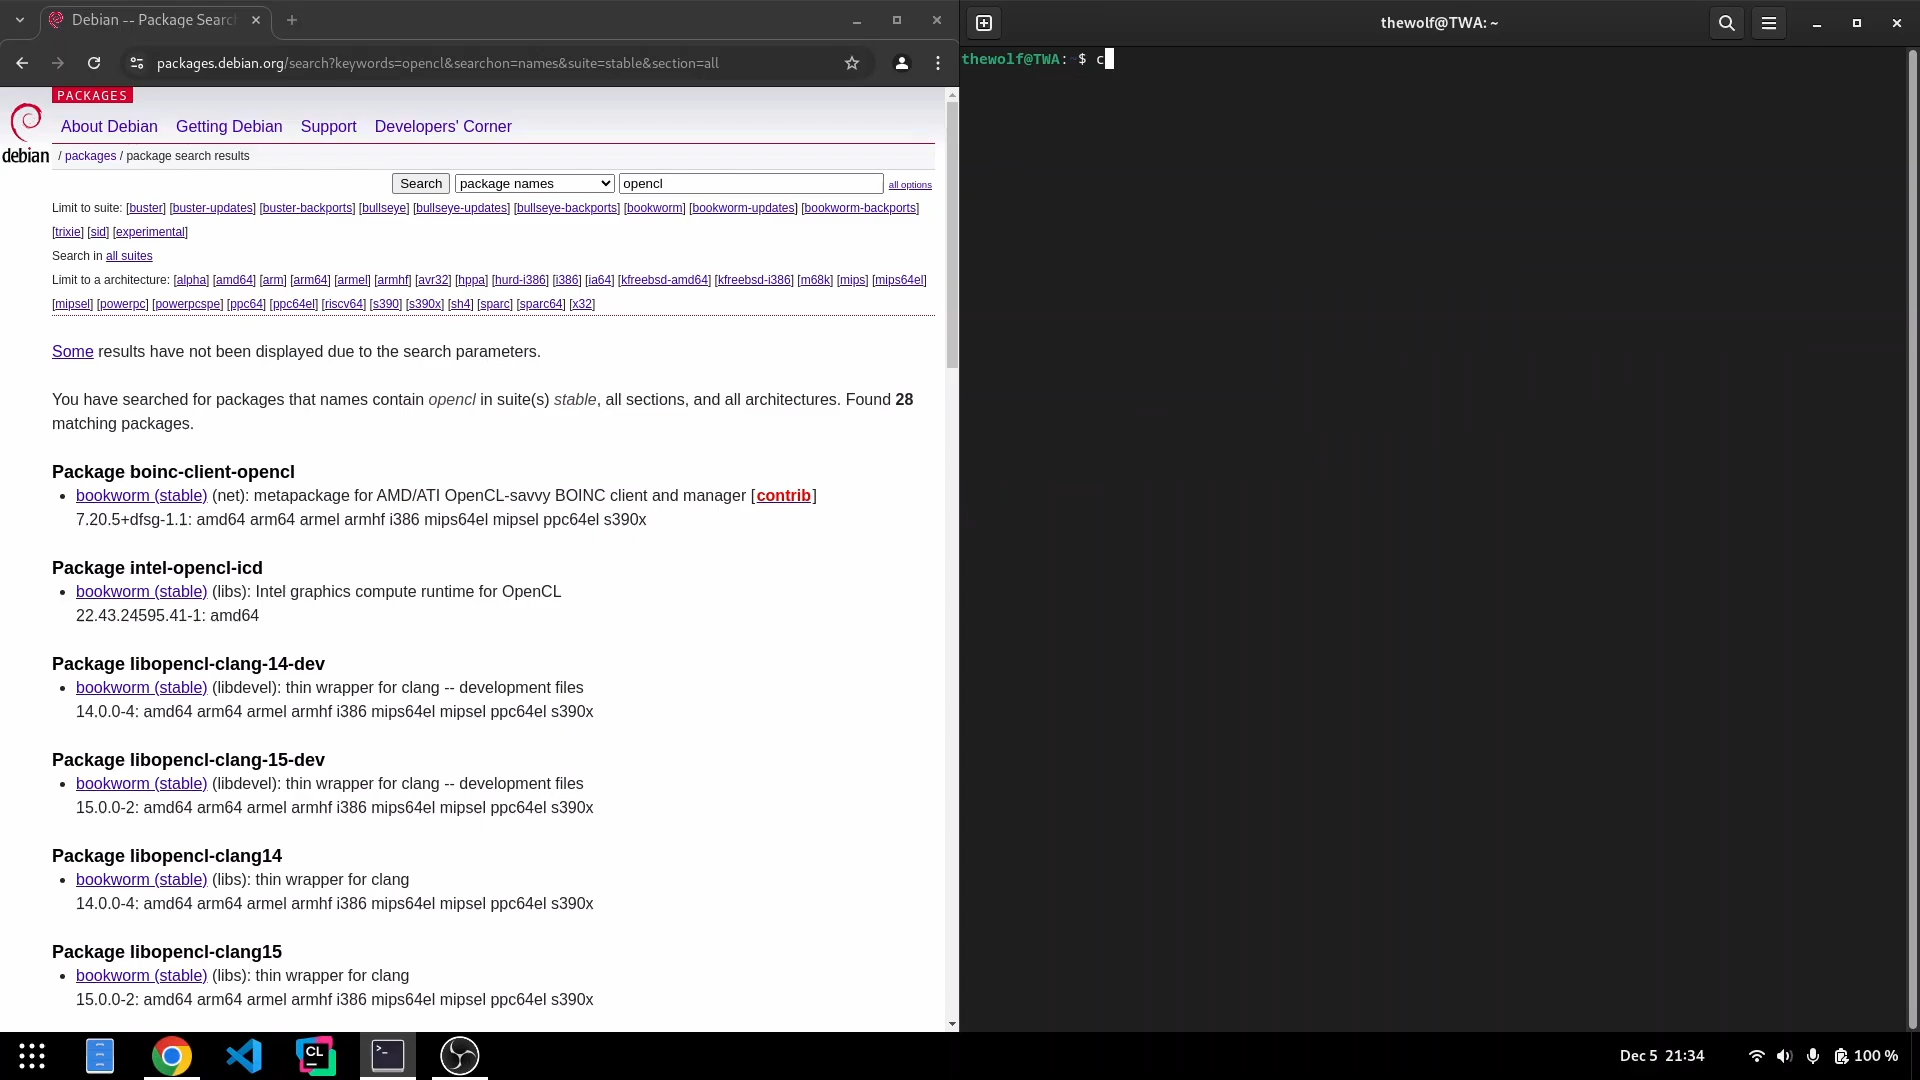 Debian -- Package Searc
packages.debian.org/search?keywords=opencl&searchon=names&suite=stable&section=all
PACKAGES
debian
About Debian Getting Debian Support Developers' Corner
/ packages / package search results
Search package names opencl all options
Limit to suite: [buster] [buster-updates] [buster-backports] [bullseye] [bullseye-updates] [bullseye-backports] [bookworm] [bookworm-updates] [bookworm-backports]
[trixie] [sid] [experimental]
Search in all suites
Limit to a architecture: [alpha] [amd64] [arm] [arm64] [armel] [armhf] [avr32] [hppa] [hurd-i386] [i386] [ia64] [kfreebsd-amd64] [kfreebsd-i386] [m68k] [mips] [mips64el]
[mipsel] [powerpc] [powerpcspe] [ppc64] [ppc64el] [riscv64] [s390] [s390x] [sh4] [sparc] [sparc64] [x32]
Some results have not been displayed due to the search parameters.
You have searched for packages that names contain opencl in suite(s) stable, all sections, and all architectures. Found 28
matching packages.
Package boinc-client-opencl
• bookworm (stable) (net): metapackage for AMD/ATI OpenCL-savvy BOINC client and manager [contrib]
7.20.5+dfsg-1.1: amd64 arm64 armel armhf i386 mips64el mipsel ppc64el s390x
Package intel-opencl-icd
• bookworm (stable) (libs): Intel graphics compute runtime for OpenCL
22.43.24595.41-1: amd64
Package libopencl-clang-14-dev
• bookworm (stable) (libdevel): thin wrapper for clang -- development files
14.0.0-4: amd64 arm64 armel armhf i386 mips64el mipsel ppc64el s390x
Package libopencl-clang-15-dev
• bookworm (stable) (libdevel): thin wrapper for clang -- development files
15.0.0-2: amd64 arm64 armel armhf i386 mips64el mipsel ppc64el s390x
Package libopencl-clang14
• bookworm (stable) (libs): thin wrapper for clang
14.0.0-4: amd64 arm64 armel armhf i386 mips64el mipsel ppc64el s390x
Package libopencl-clang15
• bookworm (stable) (libs): thin wrapper for clang
15.0.0-2: amd64 arm64 armel armhf i386 mips64el mipsel ppc64el s390x
thewolf@TWA: ~
thewolf@TWA:~$ c
CL
Dec 5 21:34
100 %